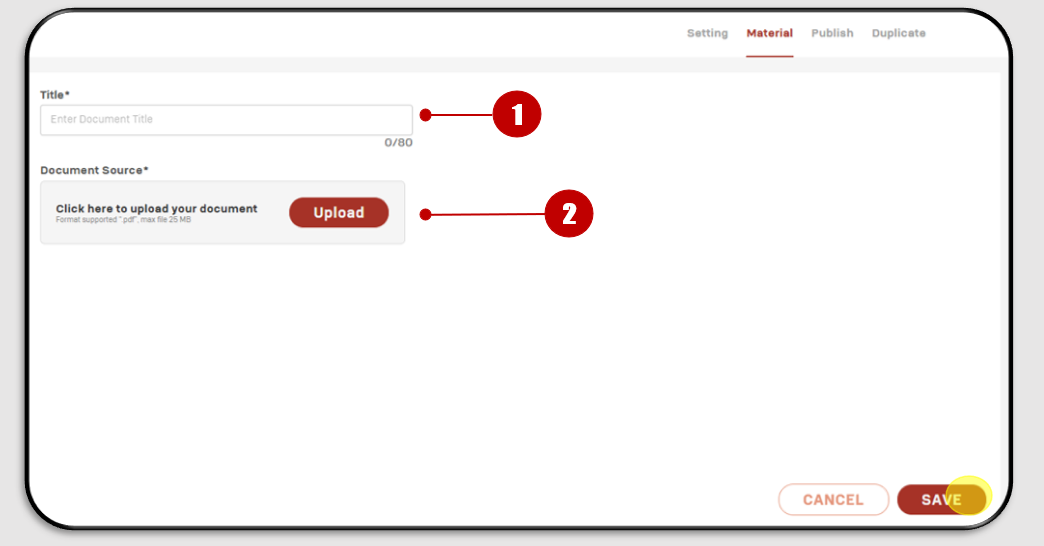 Setting Material Publish Duplicate
Title*
Enter Document Title
1
0/80
Document Source*
Click here to upload your document
Format supported ".pdf", max file 25 MB
Upload
2
CANCEL
SAVE